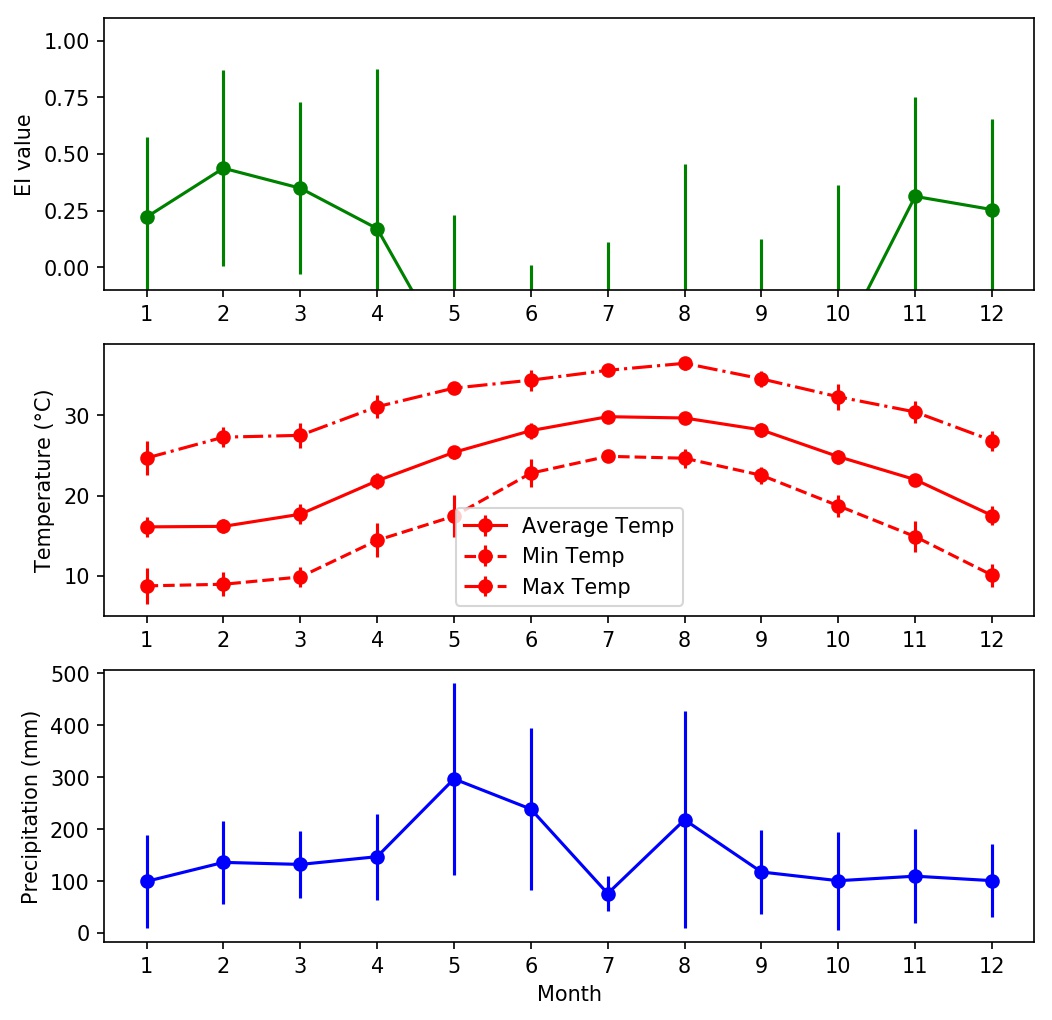 EI value
1.00
0.75
0.50
0.25
0.00
1 2 3 4 5 6 7 8 9 10 11 12
Temperature (°C)
30
20
10
Average Temp
Min Temp
Max Temp
1 2 3 4 5 6 7 8 9 10 11 12
Precipitation (mm)
500
400
300
200
100
0
1 2 3 4 5 6 7 8 9 10 11 12
Month